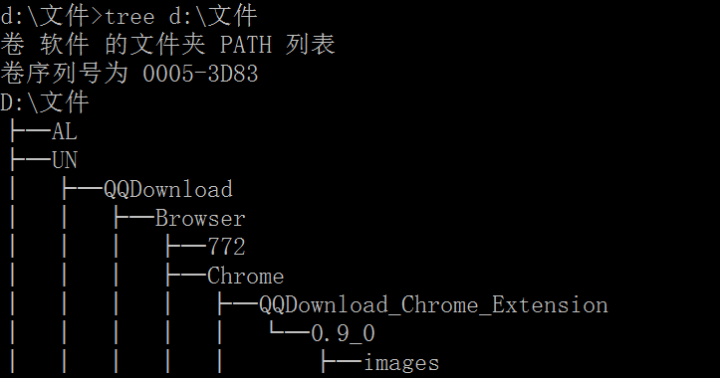 d:\文件>tree d:\文件
卷 软件 的文件夹 PATH 列表
卷序列号为 0005-3D83
D:\文件
├─AL
├─UN
│  ├─QQDownload
│  │  ├─Browser
│  │  │  ├─772
│  │  │  ├─Chrome
│  │  │  │  ├─QQDownload_Chrome_Extension
│  │  │  │  │  └─0.9_0
│  │  │  │  │      ├─images